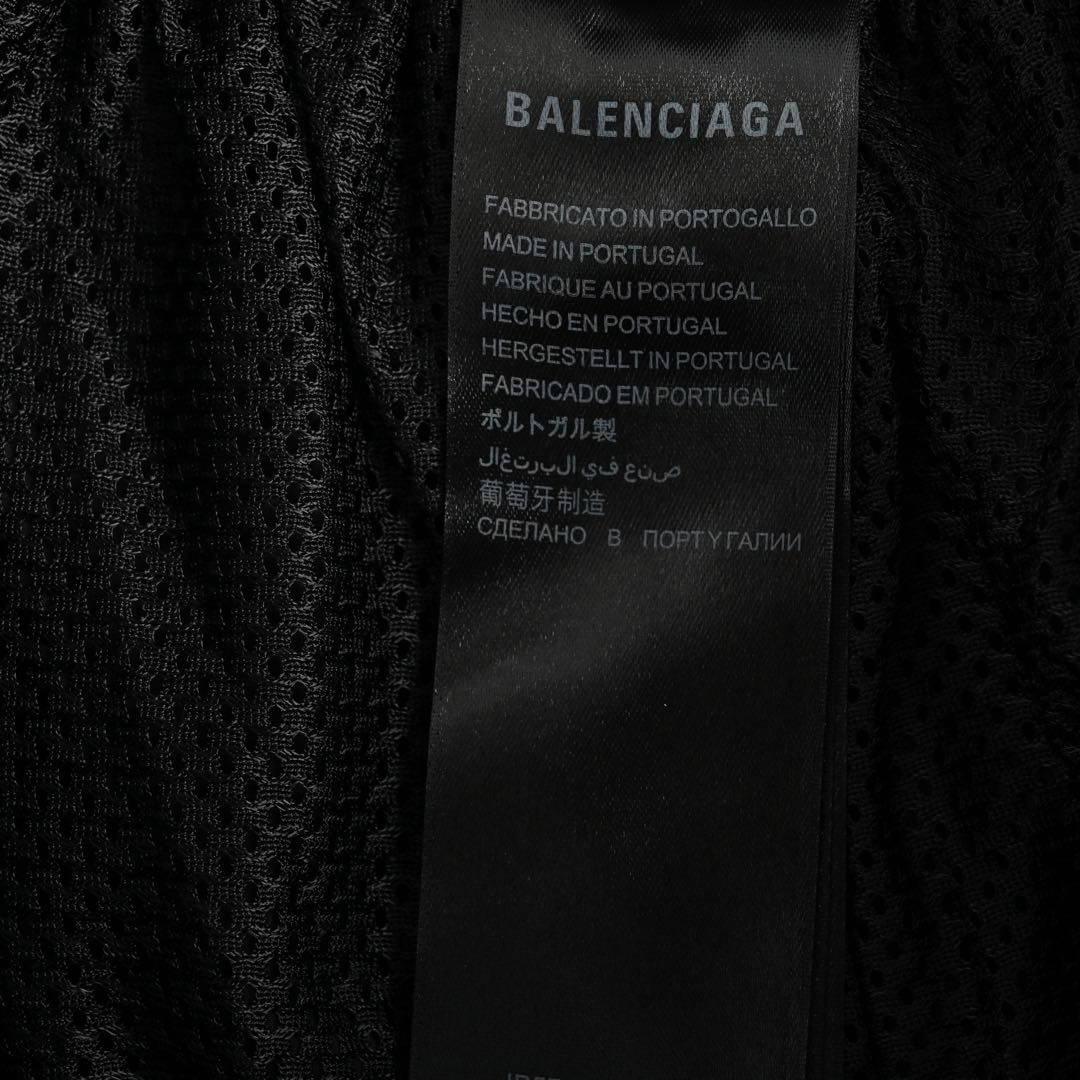 BALENCIAGA
FABBRICATO IN PORTOGALLO
MADE IN PORTUGAL
FABRIQUE AU PORTUGAL
HECHO EN PORTUGAL
HERGESTELLT IN PORTUGAL
FABRICADO EM PORTUGAL
ポルトガル製
صنع في البرتغال
葡萄牙制造
СДЕЛАНО В ПОРТУГАЛИИ